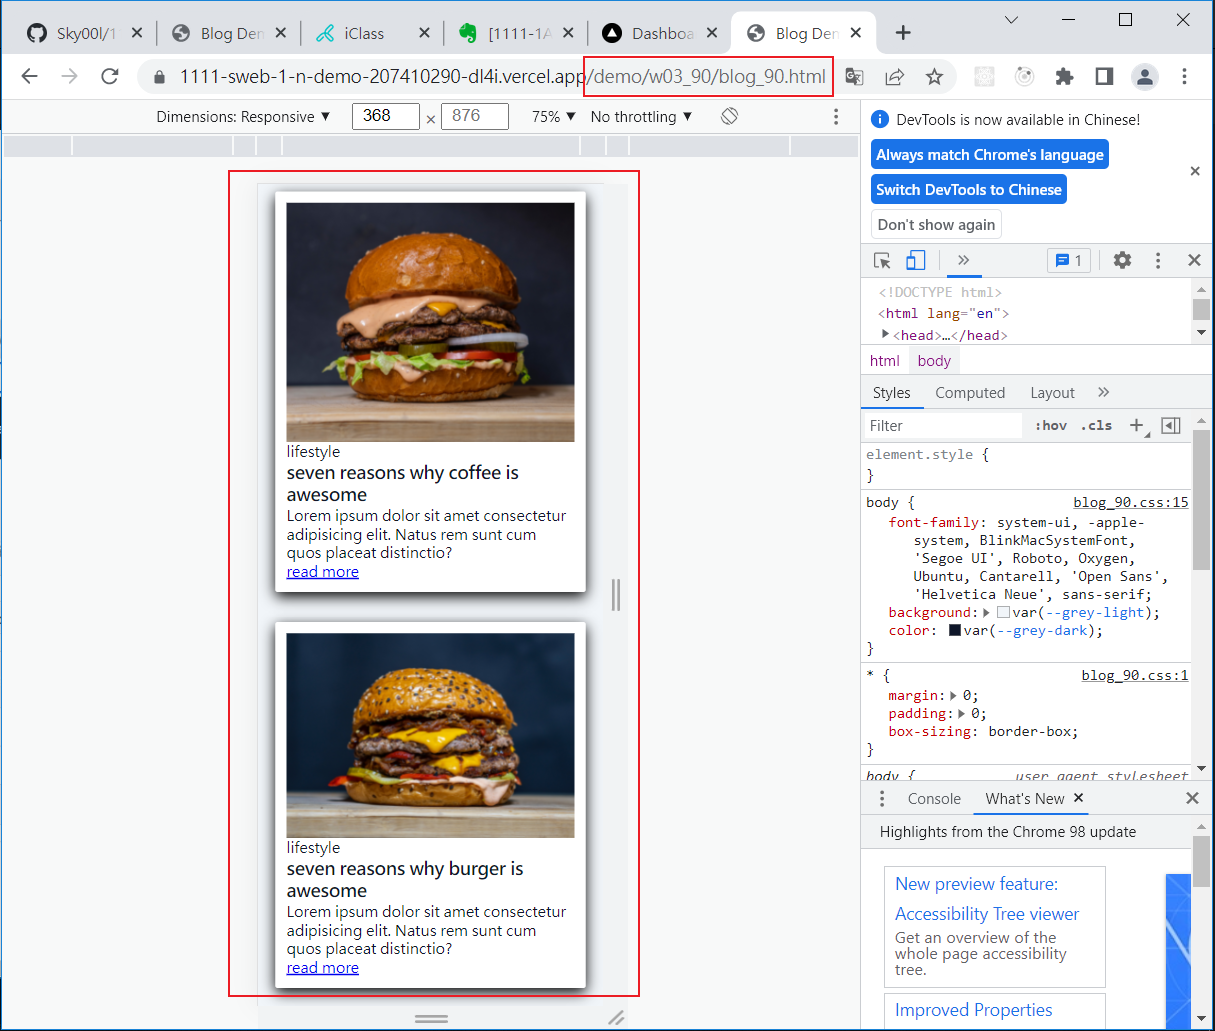 Sky00l/1
Blog Den
iClass
[1111-1A
Dashboa
Blog Den
1111-sweb-1-n-demo-207410290-dl4i.vercel.app/demo/w03_90/blog_90.html
Dimensions: Responsive ▼ 368 × 876 75% ▼ No throttling ▼
DevTools is now available in Chinese!
Always match Chrome's language
Switch DevTools to Chinese
Don't show again
1
<!DOCTYPE html>
<html lang="en">
<head>…</head>
html body
Styles Computed Layout
Filter :hov .cls
element.style {
}
body { blog_90.css:15
font-family: system-ui, -apple-
system, BlinkMacSystemFont,
'Segoe UI', Roboto, Oxygen,
Ubuntu, Cantarell, 'Open Sans',
'Helvetica Neue', sans-serif;
background: var(--grey-light);
color: var(--grey-dark);
}
* { blog_90.css:1
margin: 0;
padding: 0;
box-sizing: border-box;
}
body { user agent stylesheet
Console What's New
Highlights from the Chrome 98 update
New preview feature:
Accessibility Tree viewer
Get an overview of the
whole page accessibility
tree.
Improved Properties
lifestyle
seven reasons why coffee is
awesome
Lorem ipsum dolor sit amet consectetur
adipisicing elit. Natus rem sunt cum
quos placeat distinctio?
read more
lifestyle
seven reasons why burger is
awesome
Lorem ipsum dolor sit amet consectetur
adipisicing elit. Natus rem sunt cum
quos placeat distinctio?
read more